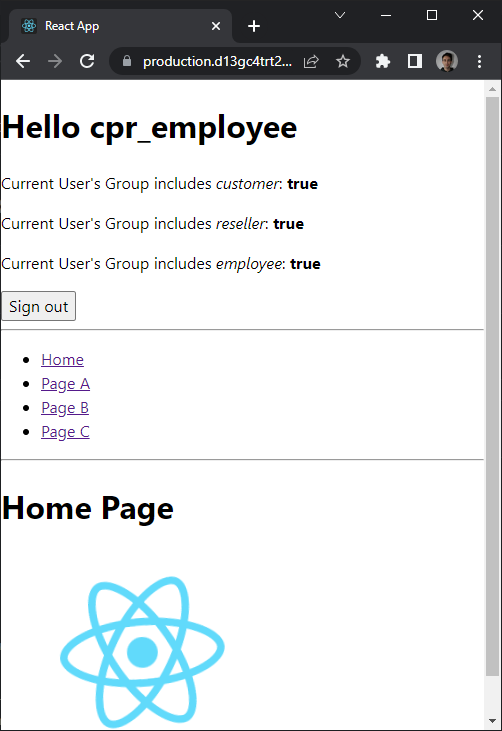 React App
production.d13gc4trt2...
Hello cpr_employee
Current User's Group includes customer: true
Current User's Group includes reseller: true
Current User's Group includes employee: true
Sign out
Home
Page A
Page B
Page C
Home Page